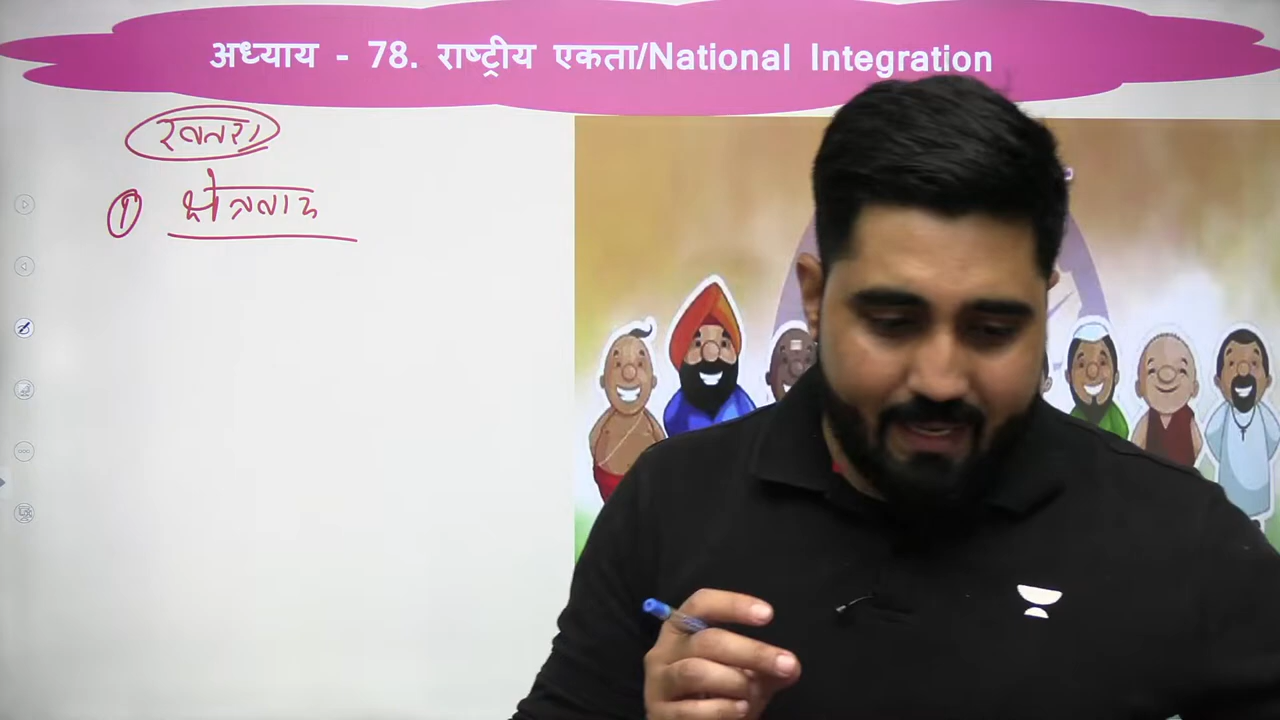 अध्याय - 78. राष्ट्रीय एकता/National Integration
खतरा
① क्षेत्रवाद